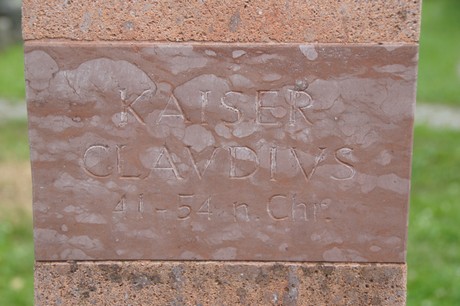 KAISER
CLAVDIVS
41 - 54 n. Chr.